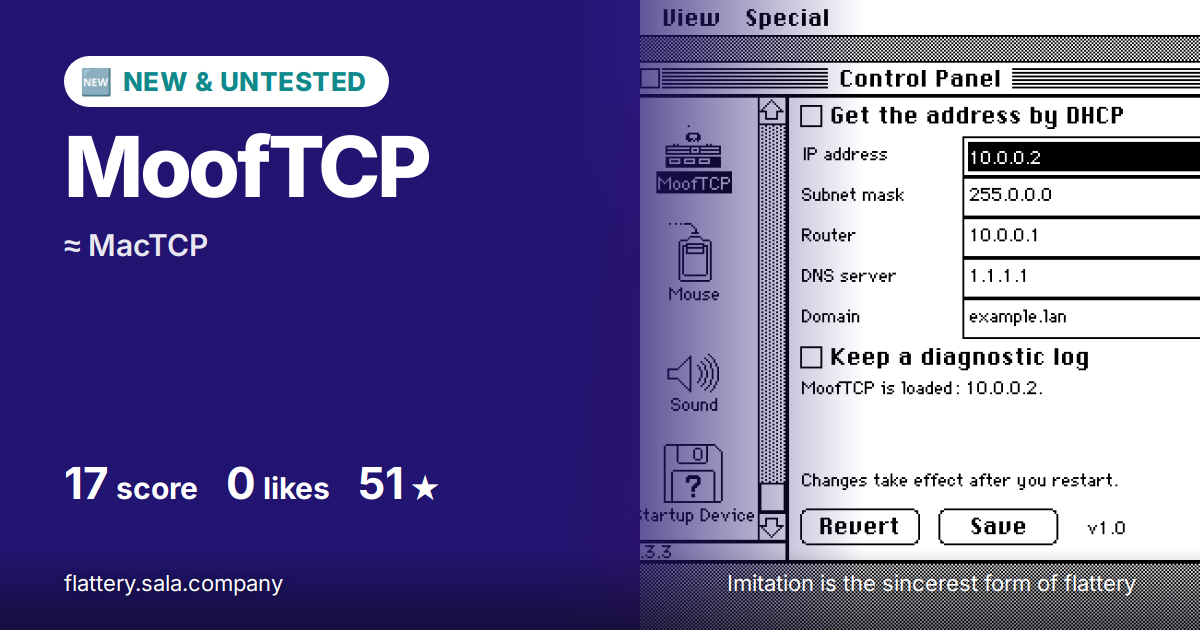 NEW NEW & UNTESTED
MoofTCP
≈ MacTCP
17 score 0 likes 51 ★
flattery.sala.company
View Special
Control Panel
MoofTCP
Mouse
Sound
Startup Device
.3.3
Get the address by DHCP
IP address 10.0.0.2
Subnet mask 255.0.0.0
Router 10.0.0.1
DNS server 1.1.1.1
Domain example.lan
Keep a diagnostic log
MoofTCP is loaded: 10.0.0.2.
Changes take effect after you restart.
Revert Save v1.0
Imitation is the sincerest form of flattery